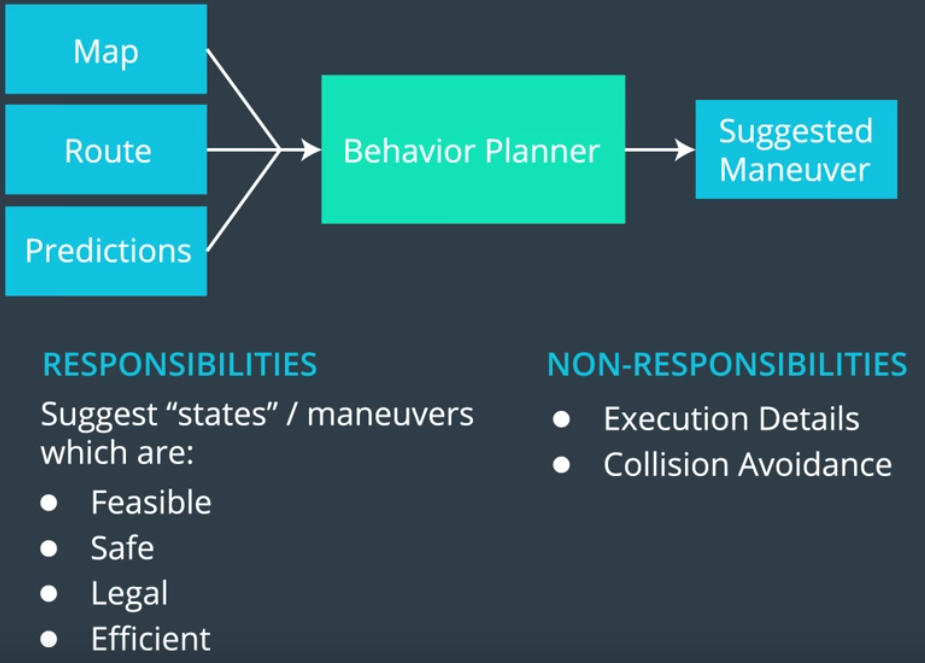 Map
Route
Predictions
Behavior Planner
Suggested
Maneuver
RESPONSIBILITIES
Suggest “states” / maneuvers
which are:
● Feasible
● Safe
● Legal
● Efficient
NON-RESPONSIBILITIES
● Execution Details
● Collision Avoidance